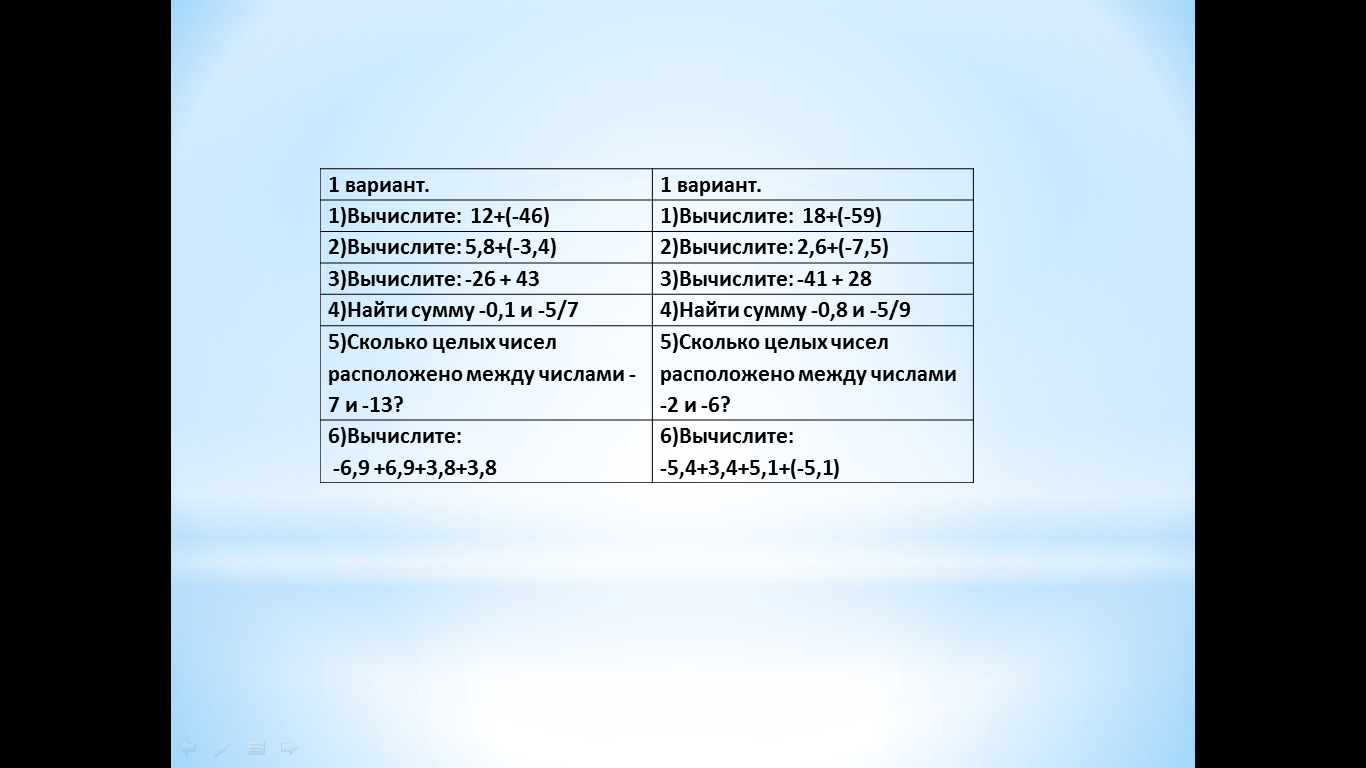 1 вариант.
1)Вычислите:  12+(-46)
2)Вычислите: 5,8+(-3,4)
3)Вычислите: -26 + 43
4)Найти сумму -0,1 и -5/7
5)Сколько целых чисел
расположено между числами -
7 и -13?
6)Вычислите:
-6,9 +6,9+3,8+3,8
1 вариант.
1)Вычислите:  18+(-59)
2)Вычислите: 2,6+(-7,5)
3)Вычислите: -41 + 28
4)Найти сумму -0,8 и -5/9
5)Сколько целых чисел
расположено между числами
-2 и -6?
6)Вычислите:
-5,4+3,4+5,1+(-5,1)